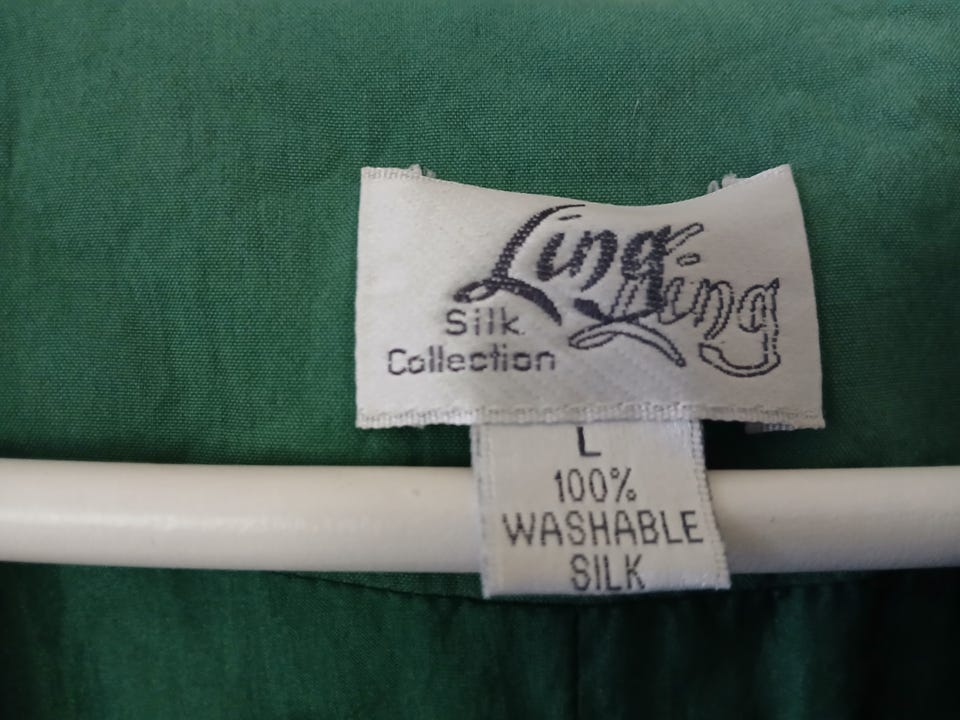 Ling Ling
Silk
Collection
L
100%
WASHABLE
SILK